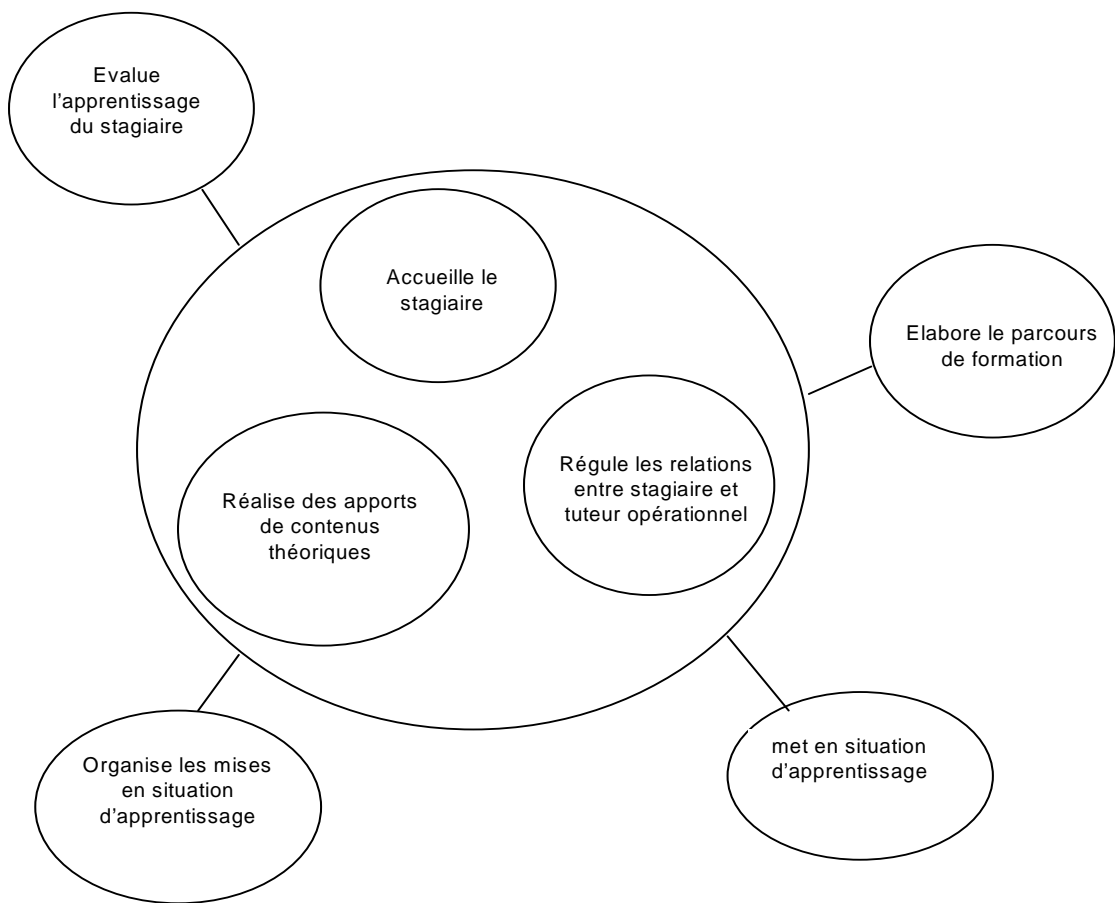 Evalue
l'apprentissage
du stagiaire
Accueille le
stagiaire
Elabore le parcours
de formation
Régule les relations
entre stagiaire et
tuteur opérationnel
Réalise des apports
de contenus
théoriques
Organise les mises
en situation
d'apprentissage
met en situation
d'apprentissage